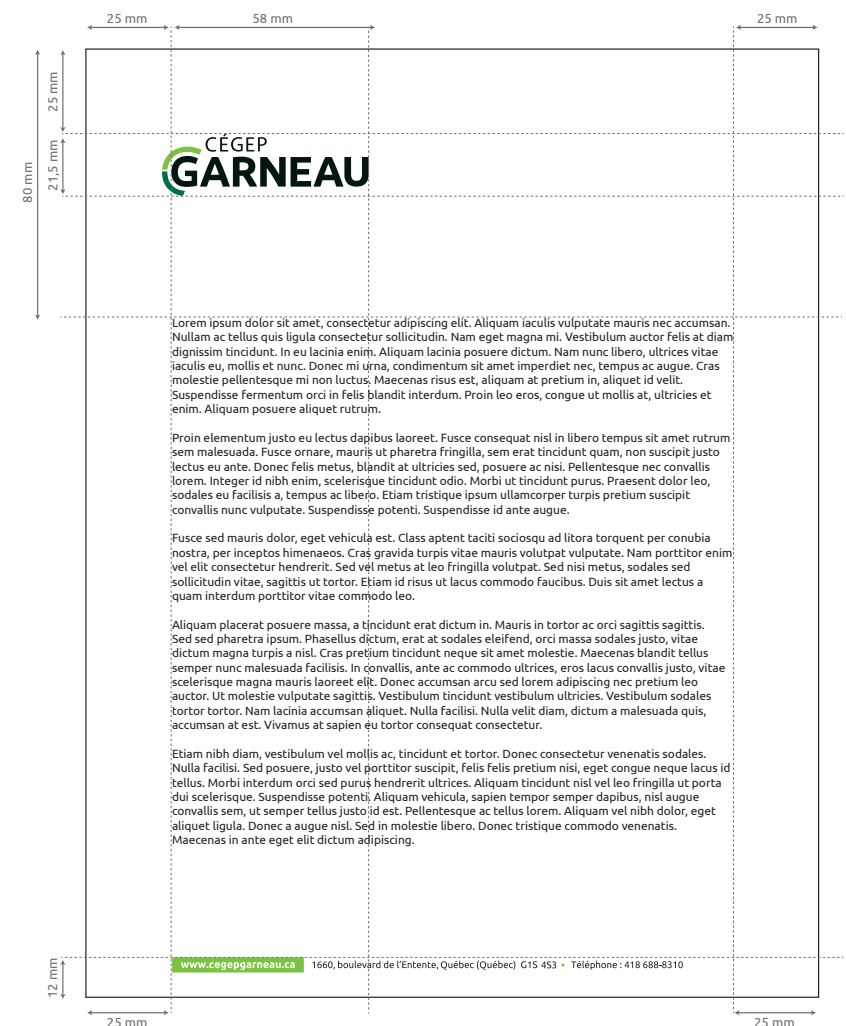 25 mm 58 mm 25 mm
25 mm
21,5 mm
80 mm
CÉGEP
GARNEAU
Lorem ipsum dolor sit amet, consectetur adipiscing elit. Aliquam iaculis vulputate mauris nec accumsan.
Nullam ac tellus quis ligula consectetur sollicitudin. Nam eget magna mi. Vestibulum auctor felis at diam
dignissim tincidunt. In eu lacinia enim. Aliquam lacinia posuere dictum. Nam nunc libero, ultrices vitae
iaculis eu, mollis et nunc. Donec mi urna, condimentum sit amet imperdiet nec, tempus ac augue. Cras
molestie pellentesque mi non luctus. Maecenas risus est, aliquam at pretium in, aliquet id velit.
Suspendisse fermentum orci in felis blandit interdum. Proin leo eros, congue ut mollis at, ultricies et
enim. Aliquam posuere aliquet rutrum.
Proin elementum justo eu lectus dapibus laoreet. Fusce consequat nisl in libero tempus sit amet rutrum
sem malesuada. Fusce ornare, mauris ut pharetra fringilla, sem erat tincidunt quam, non suscipit justo
lectus eu ante. Donec felis metus, blandit at ultricies sed, posuere ac nisi. Pellentesque nec convallis
lorem. Integer id nibh enim, scelerisque tincidunt odio. Morbi ut tincidunt purus. Praesent dolor leo,
sodales eu facilisis a, tempus ac libero. Etiam tristique ipsum ullamcorper turpis pretium suscipit
convallis nunc vulputate. Suspendisse potenti. Suspendisse id ante augue.
Fusce sed mauris dolor, eget vehicula est. Class aptent taciti sociosqu ad litora torquent per conubia
nostra, per inceptos himenaeos. Cras gravida turpis vitae mauris volutpat vulputate. Nam porttitor enim
vel elit consectetur hendrerit. Sed vel metus at leo fringilla volutpat. Sed nisi metus, sodales sed
sollicitudin vitae, sagittis ut tortor. Etiam id risus ut lacus commodo faucibus. Duis sit amet lectus a
quam interdum porttitor vitae commodo leo.
Aliquam placerat posuere massa, a tincidunt erat dictum in. Mauris in tortor ac orci sagittis sagittis.
Sed sed pharetra ipsum. Phasellus dictum, erat at sodales eleifend, orci massa sodales justo, vitae
dictum magna turpis a nisl. Cras pretium tincidunt neque sit amet molestie. Maecenas blandit tellus
semper nunc malesuada facilisis. In convallis, ante ac commodo ultrices, eros lacus convallis justo, vitae
scelerisque magna mauris laoreet elit. Donec accumsan arcu sed lorem adipiscing nec pretium leo
auctor. Ut molestie vulputate sagittis. Vestibulum tincidunt vestibulum ultricies. Vestibulum sodales
tortor tortor. Nam lacinia accumsan aliquet. Nulla facilisi. Nulla velit diam, dictum a malesuada quis,
accumsan at est. Vivamus at sapien eu tortor consequat consectetur.
Etiam nibh diam, vestibulum vel mollis ac, tincidunt et tortor. Donec consectetur venenatis sodales.
Nulla facilisi. Sed posuere, justo vel porttitor suscipit, felis felis pretium nisi, eget congue neque lacus id
tellus. Morbi interdum orci sed purus hendrerit ultrices. Aliquam tincidunt nisl vel leo fringilla ut porta
dui scelerisque. Suspendisse potenti. Aliquam vehicula, sapien tempor semper dapibus, nisl augue
convallis sem, ut semper tellus justo id est. Pellentesque ac tellus lorem. Aliquam vel nibh dolor, eget
aliquet ligula. Donec a augue nisl. Sed in molestie libero. Donec tristique commodo venenatis.
Maecenas in ante eget elit dictum adipiscing.
12 mm
www.cegepgarneau.ca 1660, boulevard de l’Entente, Québec (Québec) G1S 4S3 • Téléphone : 418 688-8310
25 mm 25 mm